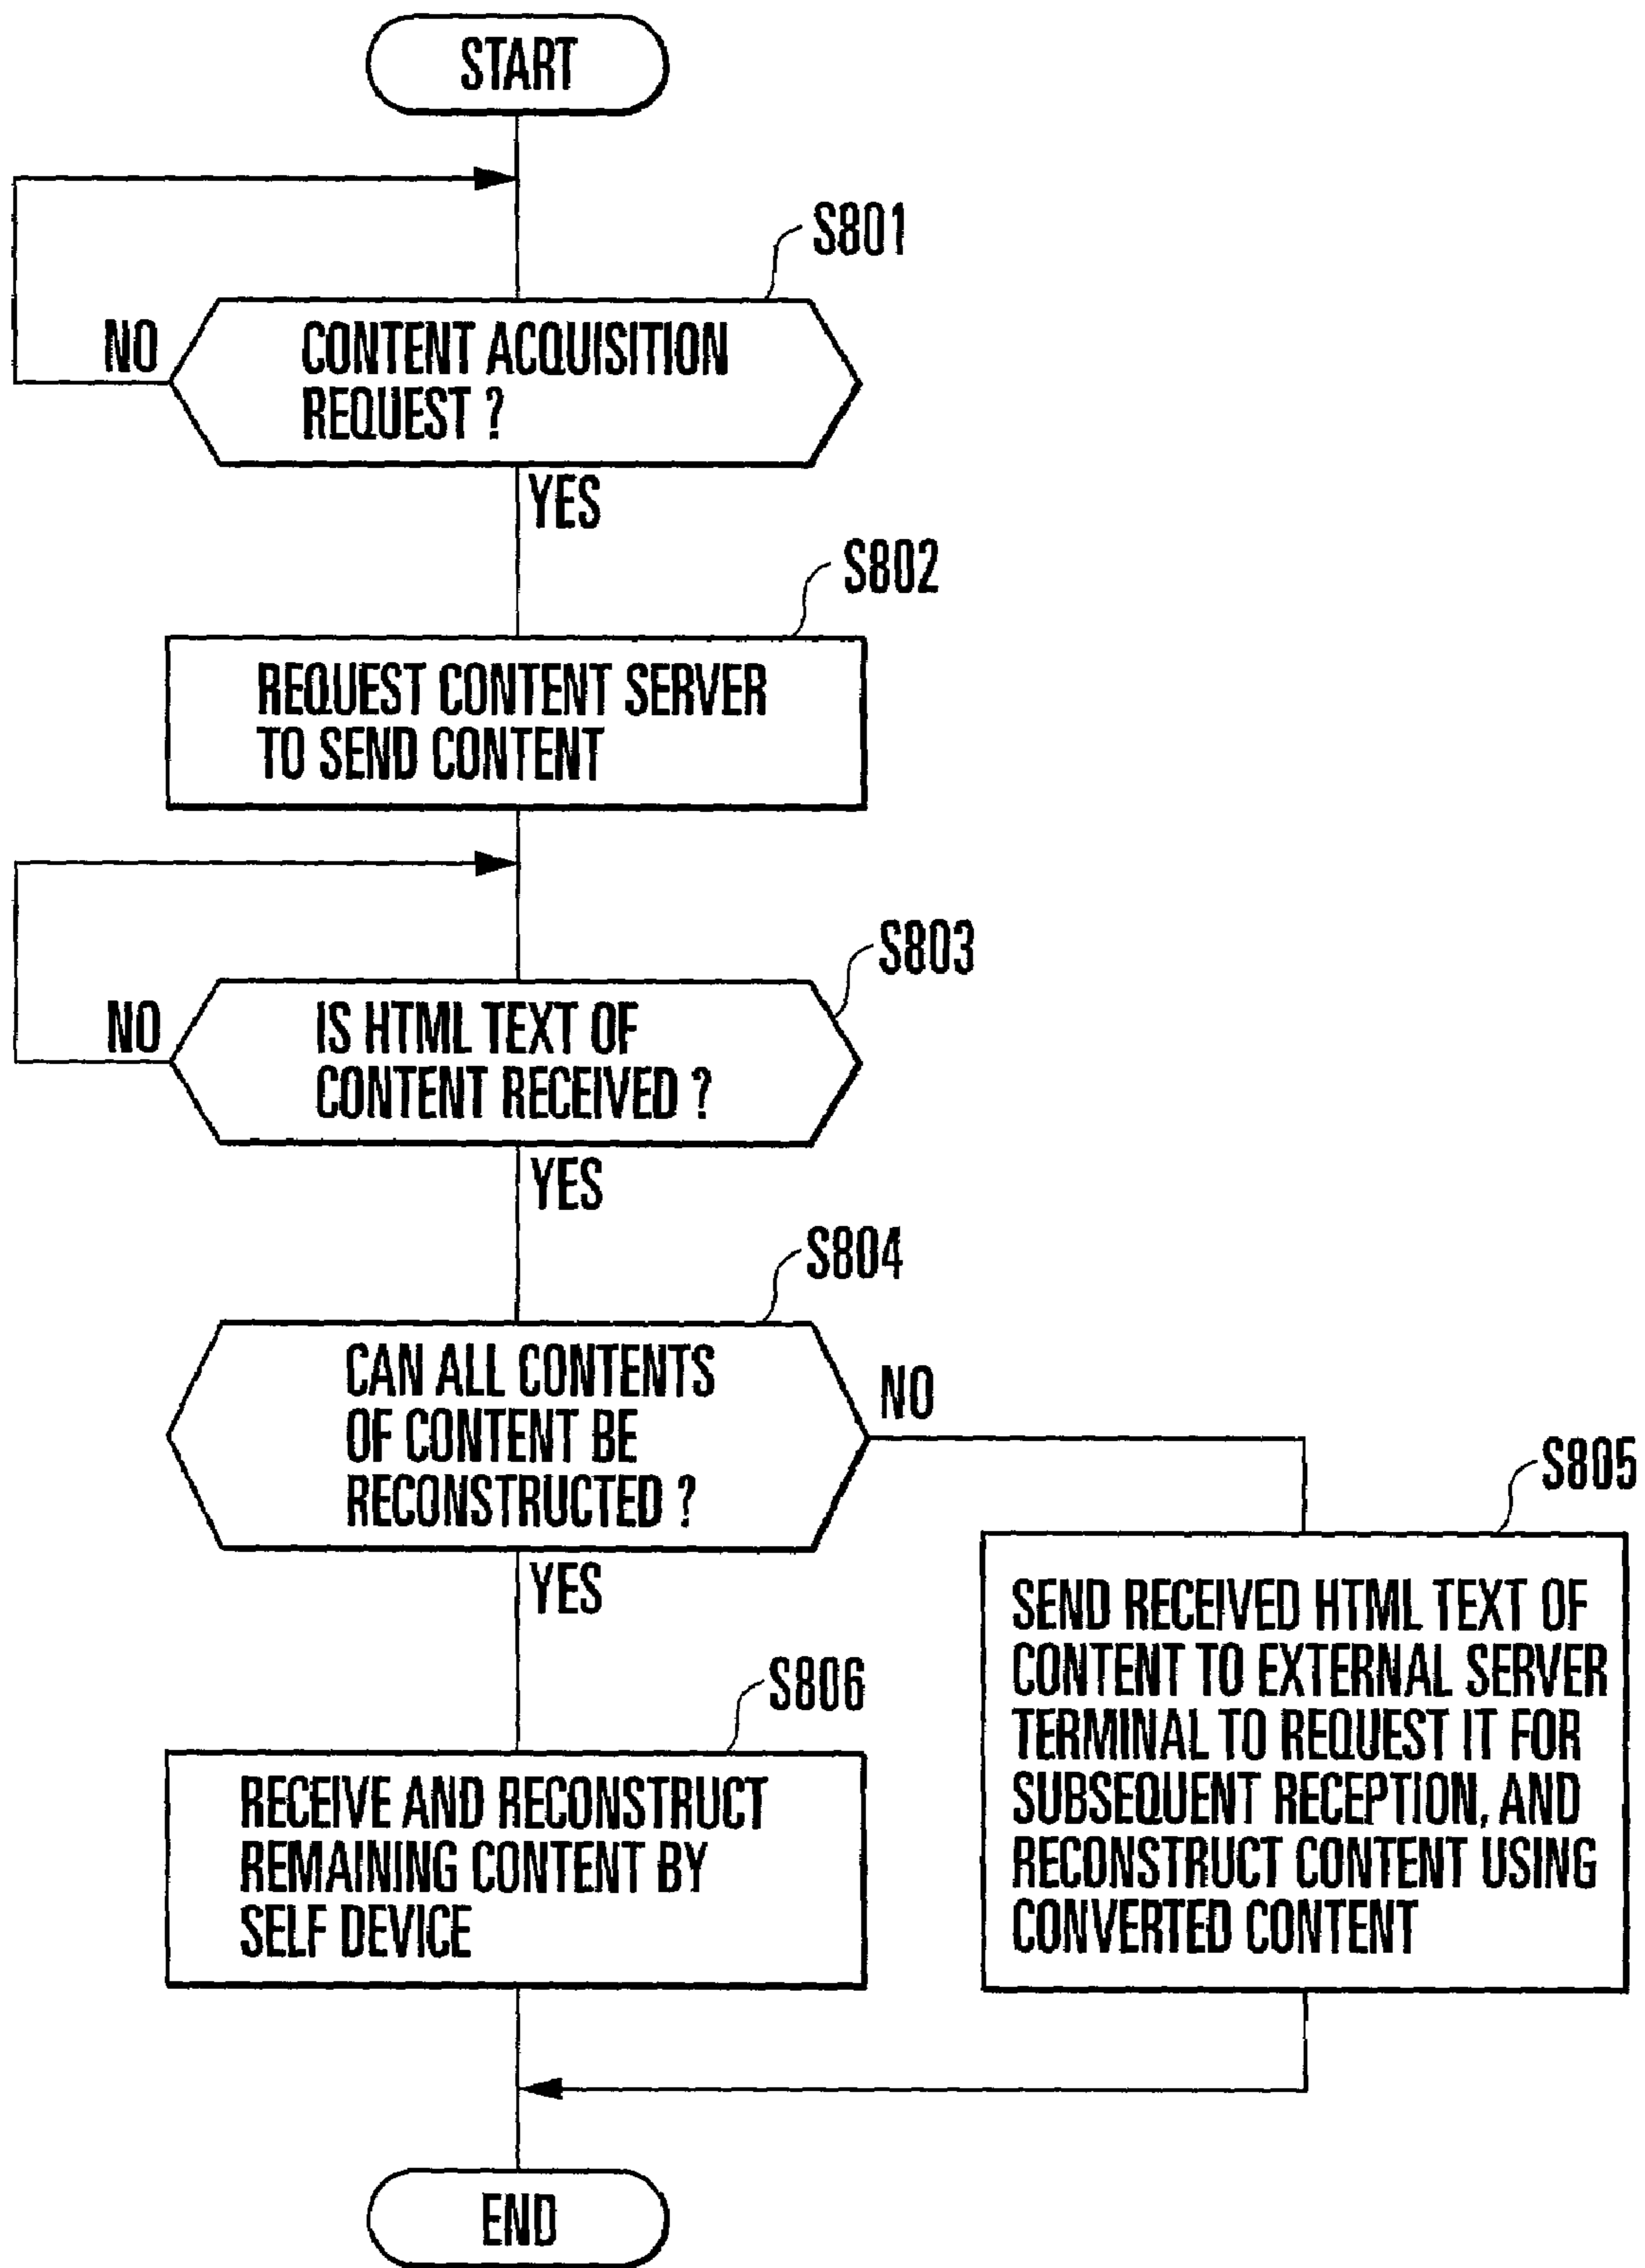 START
S801
NO
CONTENT ACQUISITION
REQUEST ?
YES
S802
REQUEST CONTENT SERVER
TO SEND CONTENT
S803
NO
IS HTML TEXT OF
CONTENT RECEIVED ?
YES
S804
CAN ALL CONTENTS
OF CONTENT BE
RECONSTRUCTED ?
NO
YES
S805
SEND RECEIVED HTML TEXT OF
CONTENT TO EXTERNAL SERVER
TERMINAL TO REQUEST IT FOR
SUBSEQUENT RECEPTION, AND
RECONSTRUCT CONTENT USING
CONVERTED CONTENT
S806
RECEIVE AND RECONSTRUCT
REMAINING CONTENT BY
SELF DEVICE
END